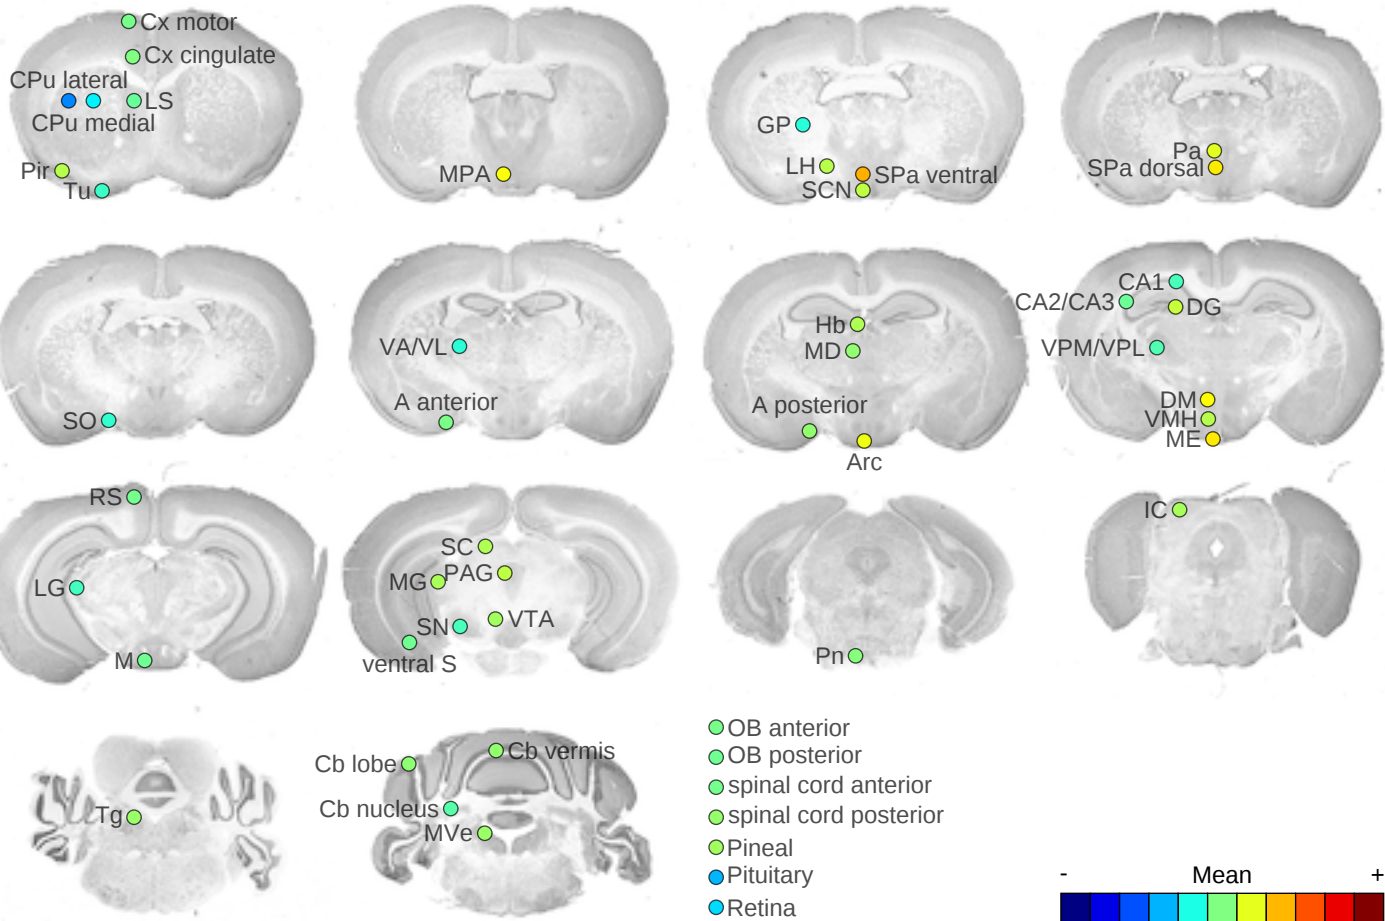 Cx motor
Cx cingulate
CPu lateral
LS
CPu medial
Pir
Tu
MPA
GP
LH
SPa ventral
SCN
Pa
SPa dorsal
SO
VA/VL
A anterior
Hb
MD
A posterior
Arc
CA1
CA2/CA3
DG
VPM/VPL
DM
VMH
ME
RS
LG
M
SC
PAG
MG
VTA
SN
ventral S
Pn
IC
Tg
Cb vermis
Cb lobe
Cb nucleus
MVe
OB anterior
OB posterior
spinal cord anterior
spinal cord posterior
Pineal
Pituitary
Retina
- Mean +